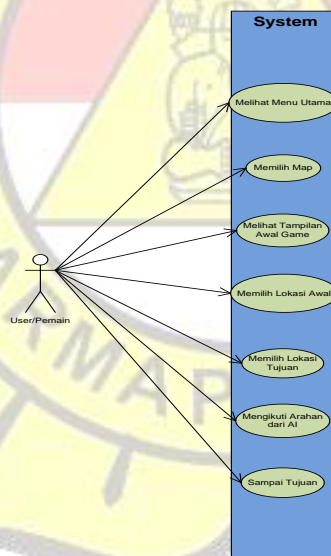 System
Melihat Menu Utama
Memilih Map
Melihat Tampilan
Awal Game
Memilih Lokasi Awal
User/Pemain
Memilih Lokasi
Tujuan
Mengikuti Arahan
dari AI
Sampai Tujuan